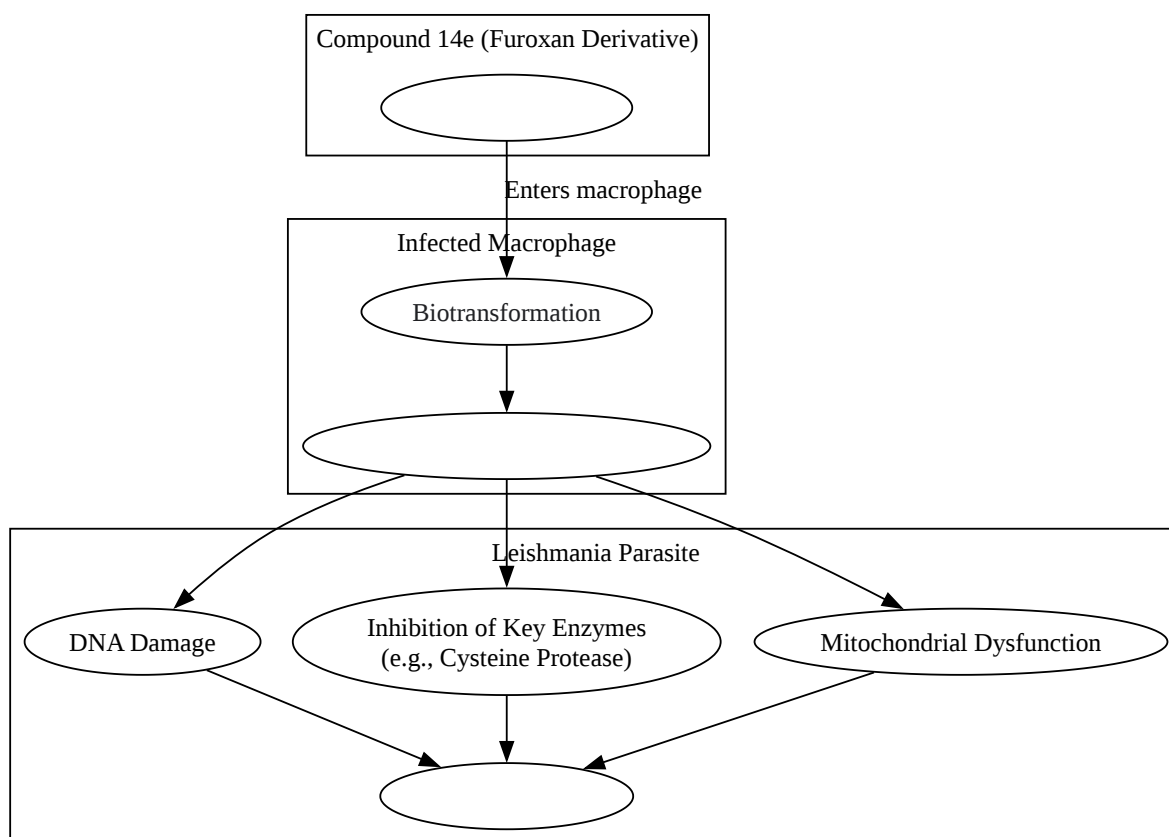 Compound 14e (Furoxan Derivative)
Enters macrophage
Infected Macrophage
Biotransformation
Leishmania Parasite
DNA Damage
Inhibition of Key Enzymes
(e.g., Cysteine Protease)
Mitochondrial Dysfunction